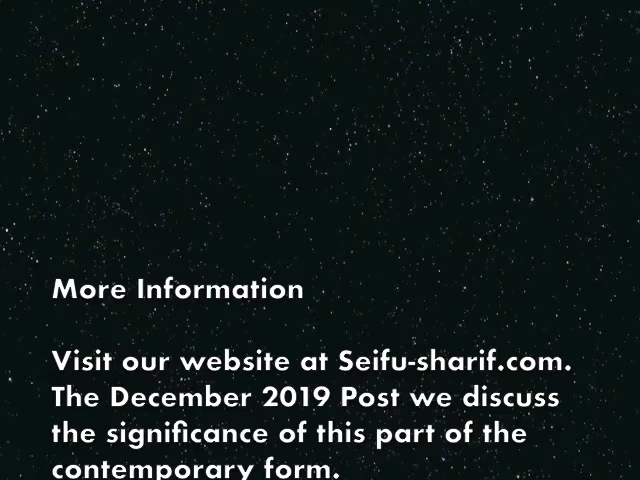 More Information
Visit our website at Seifu-sharif.com.
The December 2019 Post we discuss
the significance of this part of the
contemporary form.